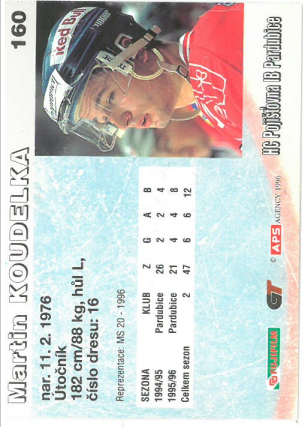 160
Martin KOUDELKA
nar. 11. 2. 1976
Útočník
182 cm/88 kg, hůl L,
číslo dresu: 16
Reprezentace: MS 20 - 1996
SEZONA KLUB Z G A B
1994/95 Pardubice 26 2 2 4
1995/96 Pardubice 21 4 4 8
Celkem sezon 2 47 6 6 12
Red Bull
HC Pojišťovna IB Pardubice
FUJIFILM
GT
© APS AGENCY 1996